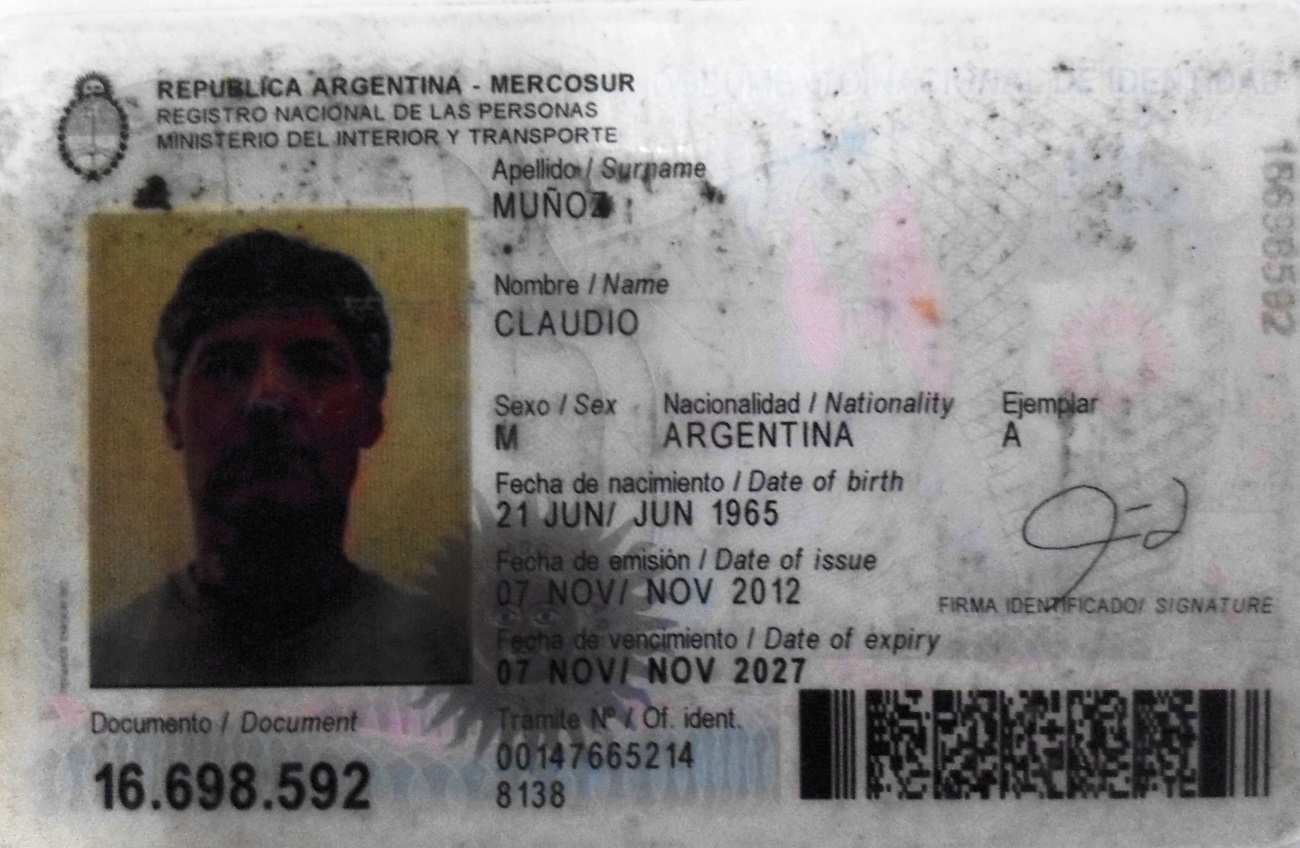 REPUBLICA ARGENTINA - MERCOSUR
REGISTRO NACIONAL DE LAS PERSONAS
MINISTERIO DEL INTERIOR Y TRANSPORTE
DOCUMENTO NACIONAL DE IDENTIDAD
Apellido / Surname
MUÑOZ
Nombre / Name
CLAUDIO
Sexo / Sex Nacionalidad / Nationality Ejemplar
M ARGENTINA A
Fecha de nacimiento / Date of birth
21 JUN/ JUN 1965
Fecha de emisión / Date of issue
07 NOV/ NOV 2012
FIRMA IDENTIFICADO/ SIGNATURE
Fecha de vencimiento / Date of expiry
07 NOV/ NOV 2027
Documento / Document
16.698.592
Tramite Nº / Of. ident.
00147665214
8138
16698592